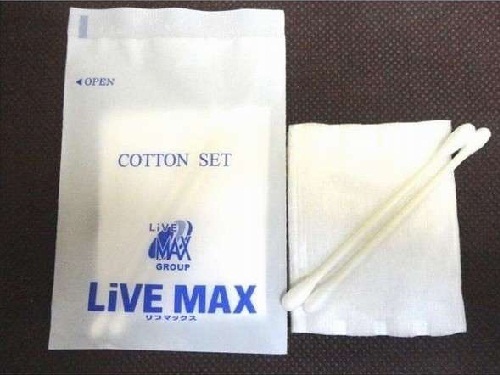 ◄ OPEN
COTTON SET
LiVE
MAX
GROUP
LiVE MAX
リブマックス